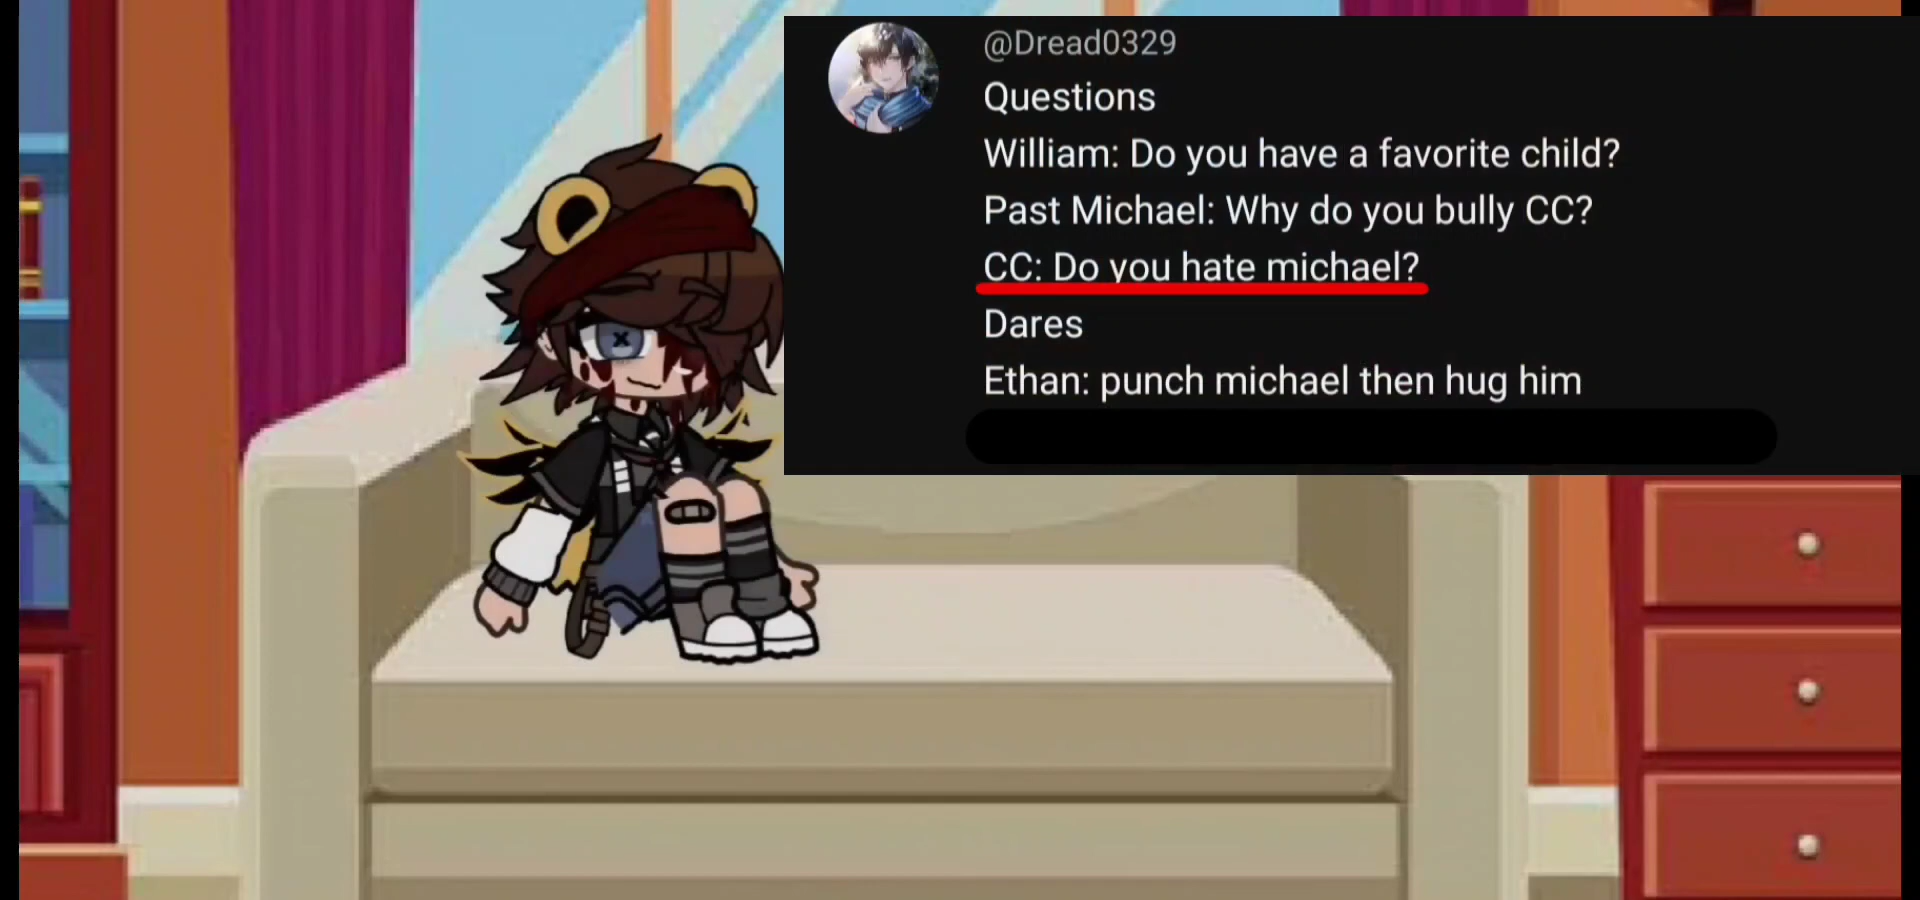 @Dread0329
Questions
William: Do you have a favorite child?
Past Michael: Why do you bully CC?
CC: Do you hate michael?
Dares
Ethan: punch michael then hug him